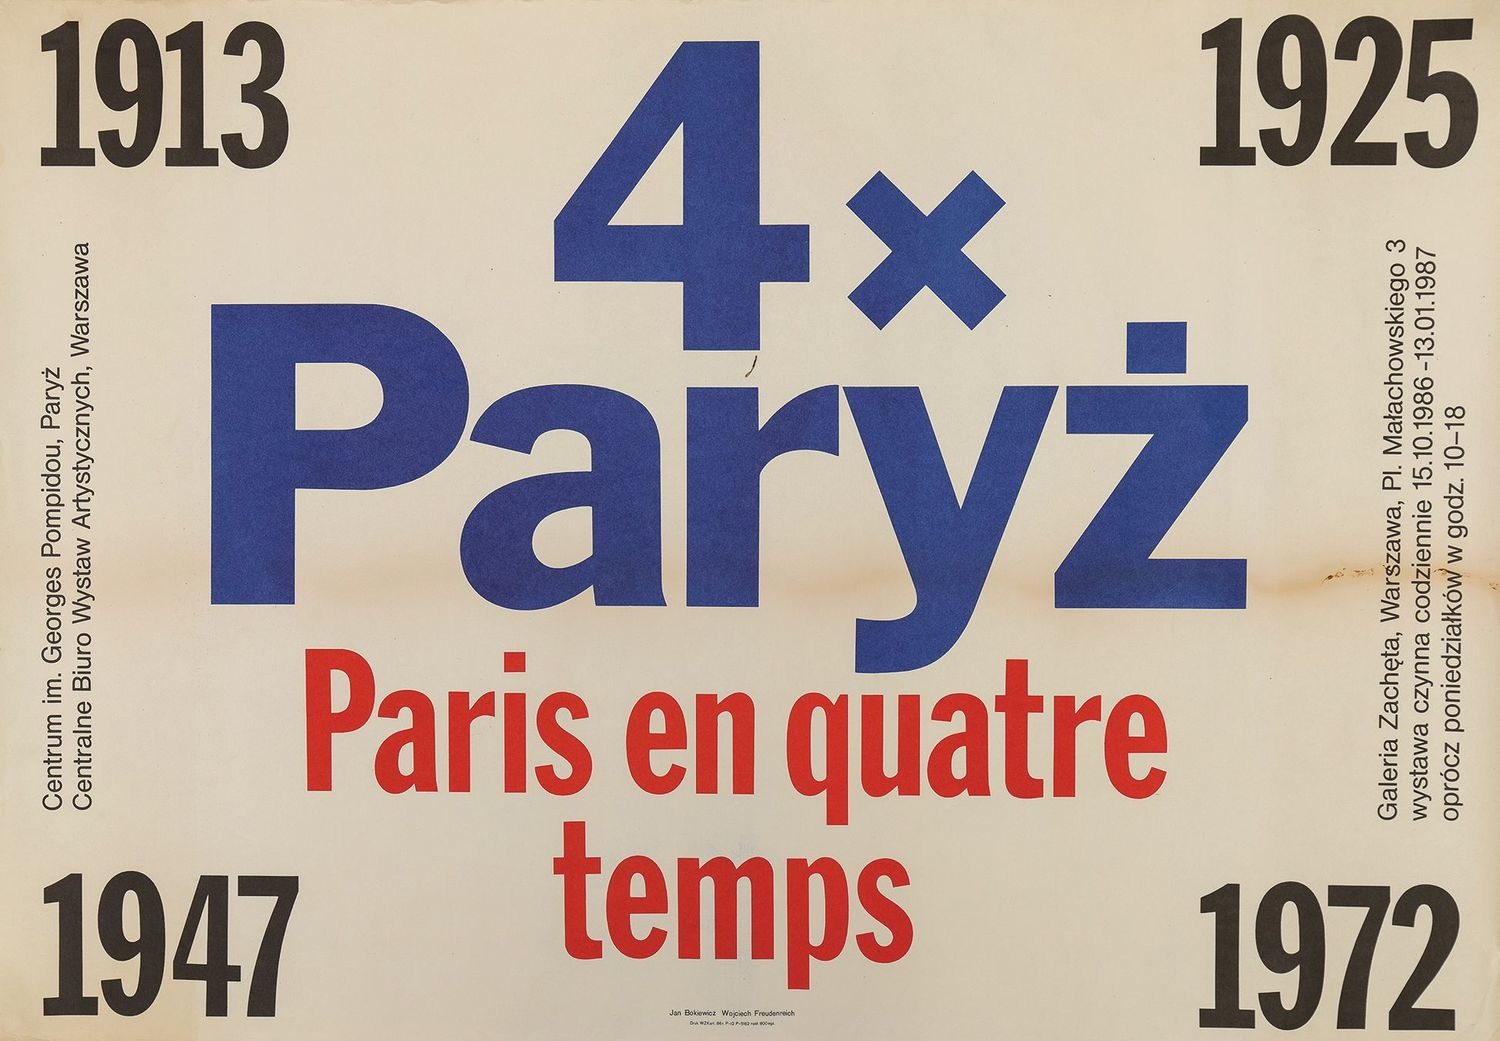 1913
1925
4×
Paryż
Paris en quatre
temps
Centrum im. Georges Pompidou, Paryż
Centralne Biuro Wystaw Artystycznych, Warszawa
Galeria Zachęta, Warszawa, Pl. Małachowskiego 3
wystawa czynna codziennie 15.10.1986-13.01.1987
oprócz poniedziałków w godz. 10–18
1947
1972
Jan Bokiewicz Wojciech Freudenreich